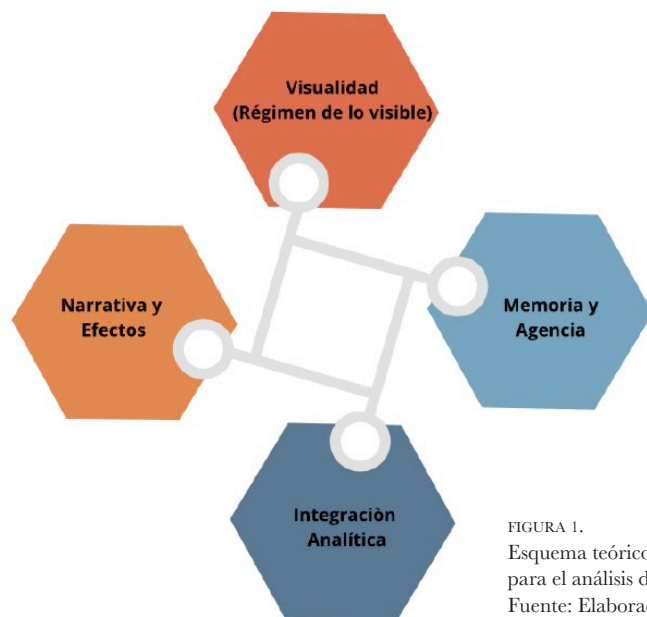 Visualidad
(Régimen de lo visible)
Narrativa y
Efectos
Memoria y
Agencia
Integraciòn
Analítica
FIGURA 1.
Esquema teórico
para el análisis
Fuente: